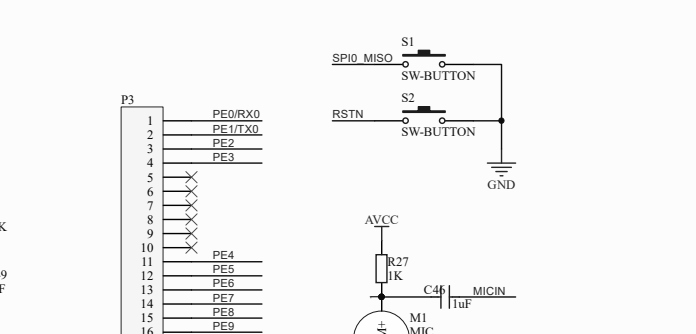 S1
SPI0_MISO
SW-BUTTON
S2
RSTN
SW-BUTTON
GND
P3
1 PE0/RX0
2 PE1/TX0
3 PE2
4 PE3
5
6
7
8
9
10
11 PE4
12 PE5
13 PE6
14 PE7
15 PE8
16 PE9
K
9
F
AVCC
R27
1K
C46
1uF
MICIN
M1
MIC
M+